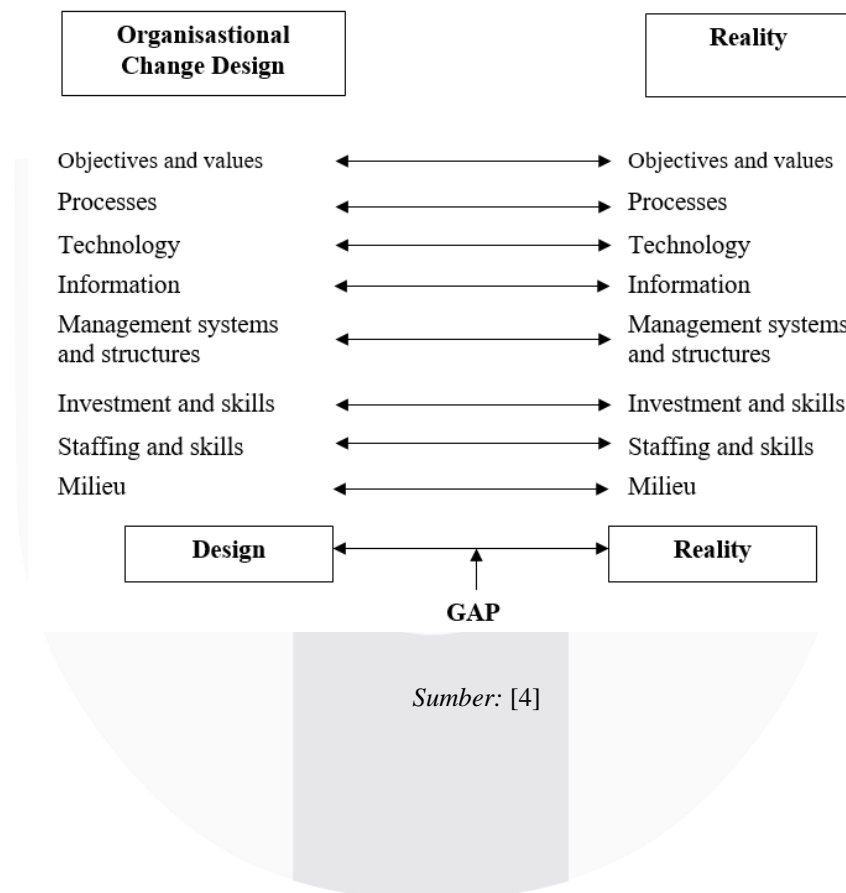 Organisastional
Change Design
Reality
Objectives and values
Objectives and values
Processes
Processes
Technology
Technology
Information
Information
Management systems
and structures
Management systems
and structures
Investment and skills
Investment and skills
Staffing and skills
Staffing and skills
Milieu
Milieu
Design
Reality
GAP
Sumber: [4]